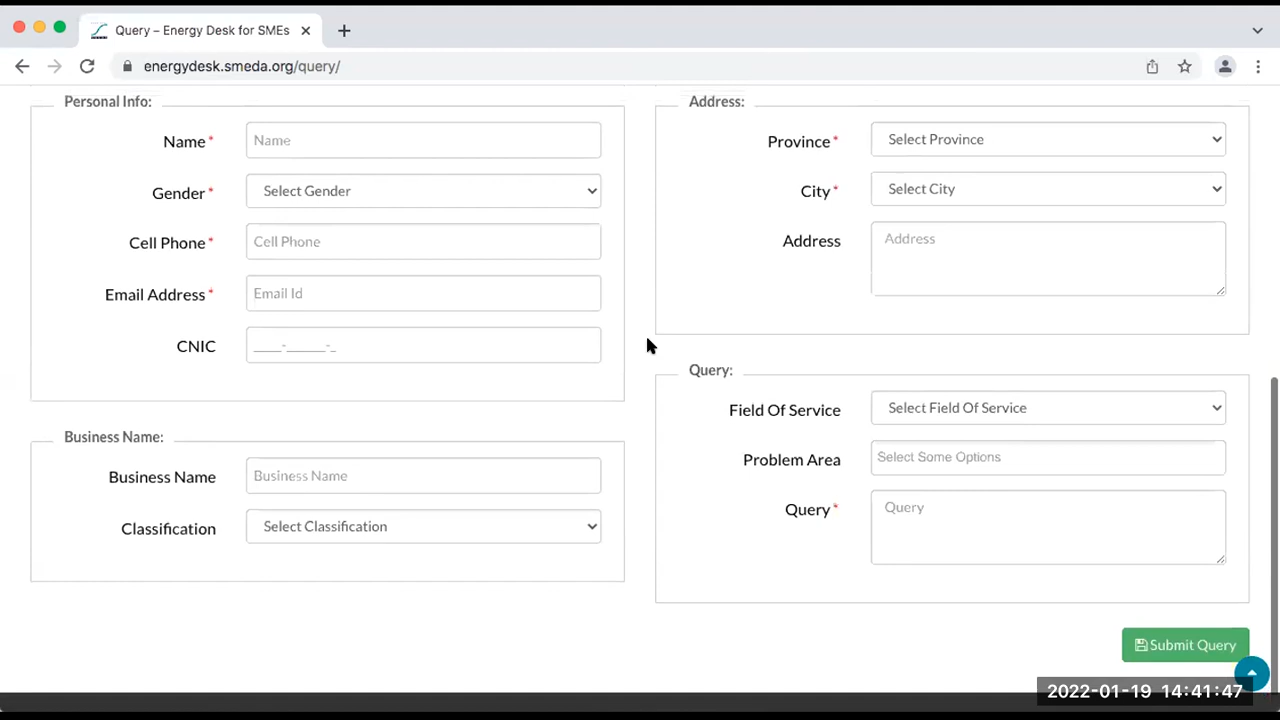 Query – Energy Desk for SMEs
energydesk.smeda.org/query/
Personal Info:
Name *
Name
Gender *
Select Gender
Cell Phone *
Cell Phone
Email Address *
Email Id
CNIC
____-______-_
Business Name:
Business Name
Business Name
Classification
Select Classification
Address:
Province *
Select Province
City *
Select City
Address
Address
Query:
Field Of Service
Select Field Of Service
Problem Area
Select Some Options
Query *
Query
Submit Query
2022-01-19 14:41:47